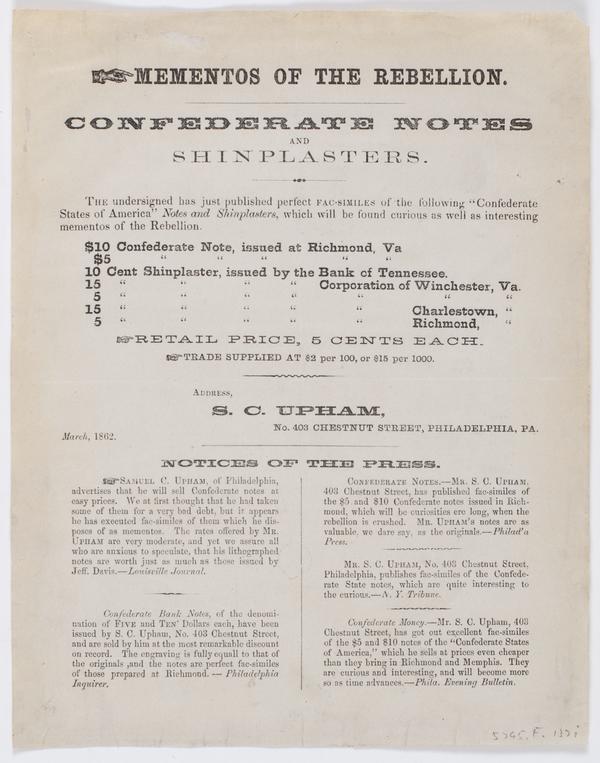 MEMENTOS OF THE REBELLION.
CONFEDERATE NOTES
AND
SHINPLASTERS.
THE undersigned has just published perfect FAC-SIMILES of the following "Confederate
States of America" Notes and Shinplasters, which will be found curious as well as interesting
mementos of the Rebellion.
$10 Confederate Note, issued at Richmond, Va
$5 " " " " "
10 Cent Shinplaster, issued by the Bank of Tennessee.
15 " " " " Corporation of Winchester, Va.
5 " " " " " " "
15 " " " " " Charlestown, "
5 " " " " " Richmond, "
RETAIL PRICE, 5 CENTS EACH.
TRADE SUPPLIED AT $2 per 100, or $15 per 1000.
ADDRESS,
S. C. UPHAM,
No. 403 CHESTNUT STREET, PHILADELPHIA, PA.
March, 1862.
NOTICES OF THE PRESS.
SAMUEL C. UPHAM, of Philadelphia,
advertises that he will sell Confederate notes at
easy prices. We at first thought that he had taken
some of them for a very bad debt, but it appears
he has executed fac-similes of them which he dis-
poses of as mementos. The rates offered by MR.
UPHAM are very moderate, and yet we assure all
who are anxious to speculate, that his lithographed
notes are worth just as much as those issued by
Jeff. Davis.—Louisville Journal.
Confederate Bank Notes, of the denomi-
nation of FIVE and TEN Dollars each, have been
issued by S. C. Upham, No. 403 Chestnut Street,
and are sold by him at the most remarkable discount
on record. The engraving is fully equall to that of
the originals ,and the notes are perfect fac-similes
of those prepared at Richmond. — Philadelphia
Inquirer.
CONFEDERATE NOTES.—MR. S. C. UPHAM,
403 Chestnut Street, has published fac-similes of
the $5 and $10 Confederate notes issued in Rich-
mond, which will be curiosities ere long, when the
rebellion is crushed. MR. UPHAM'S notes are as
valuable, we dare say, as the originals.—Philad'a
Press.
MR. S. C. UPHAM, No. 403 Chestnut Street,
Philadelphia, publishes fac-similes of the Confede-
rate State notes, which are quite interesting to
the curious.—N. Y. Tribune.
Confederate Money.—Mr. S. C. Upham, 403
Chestnut Street, has got out excellent fac-similes
of the $5 and $10 notes of the "Confederate States
of America," which he sells at prices even cheaper
than they bring in Richmond and Memphis. They
are curious and interesting, and will become more
so as time advances.—Phila. Evening Bulletin.